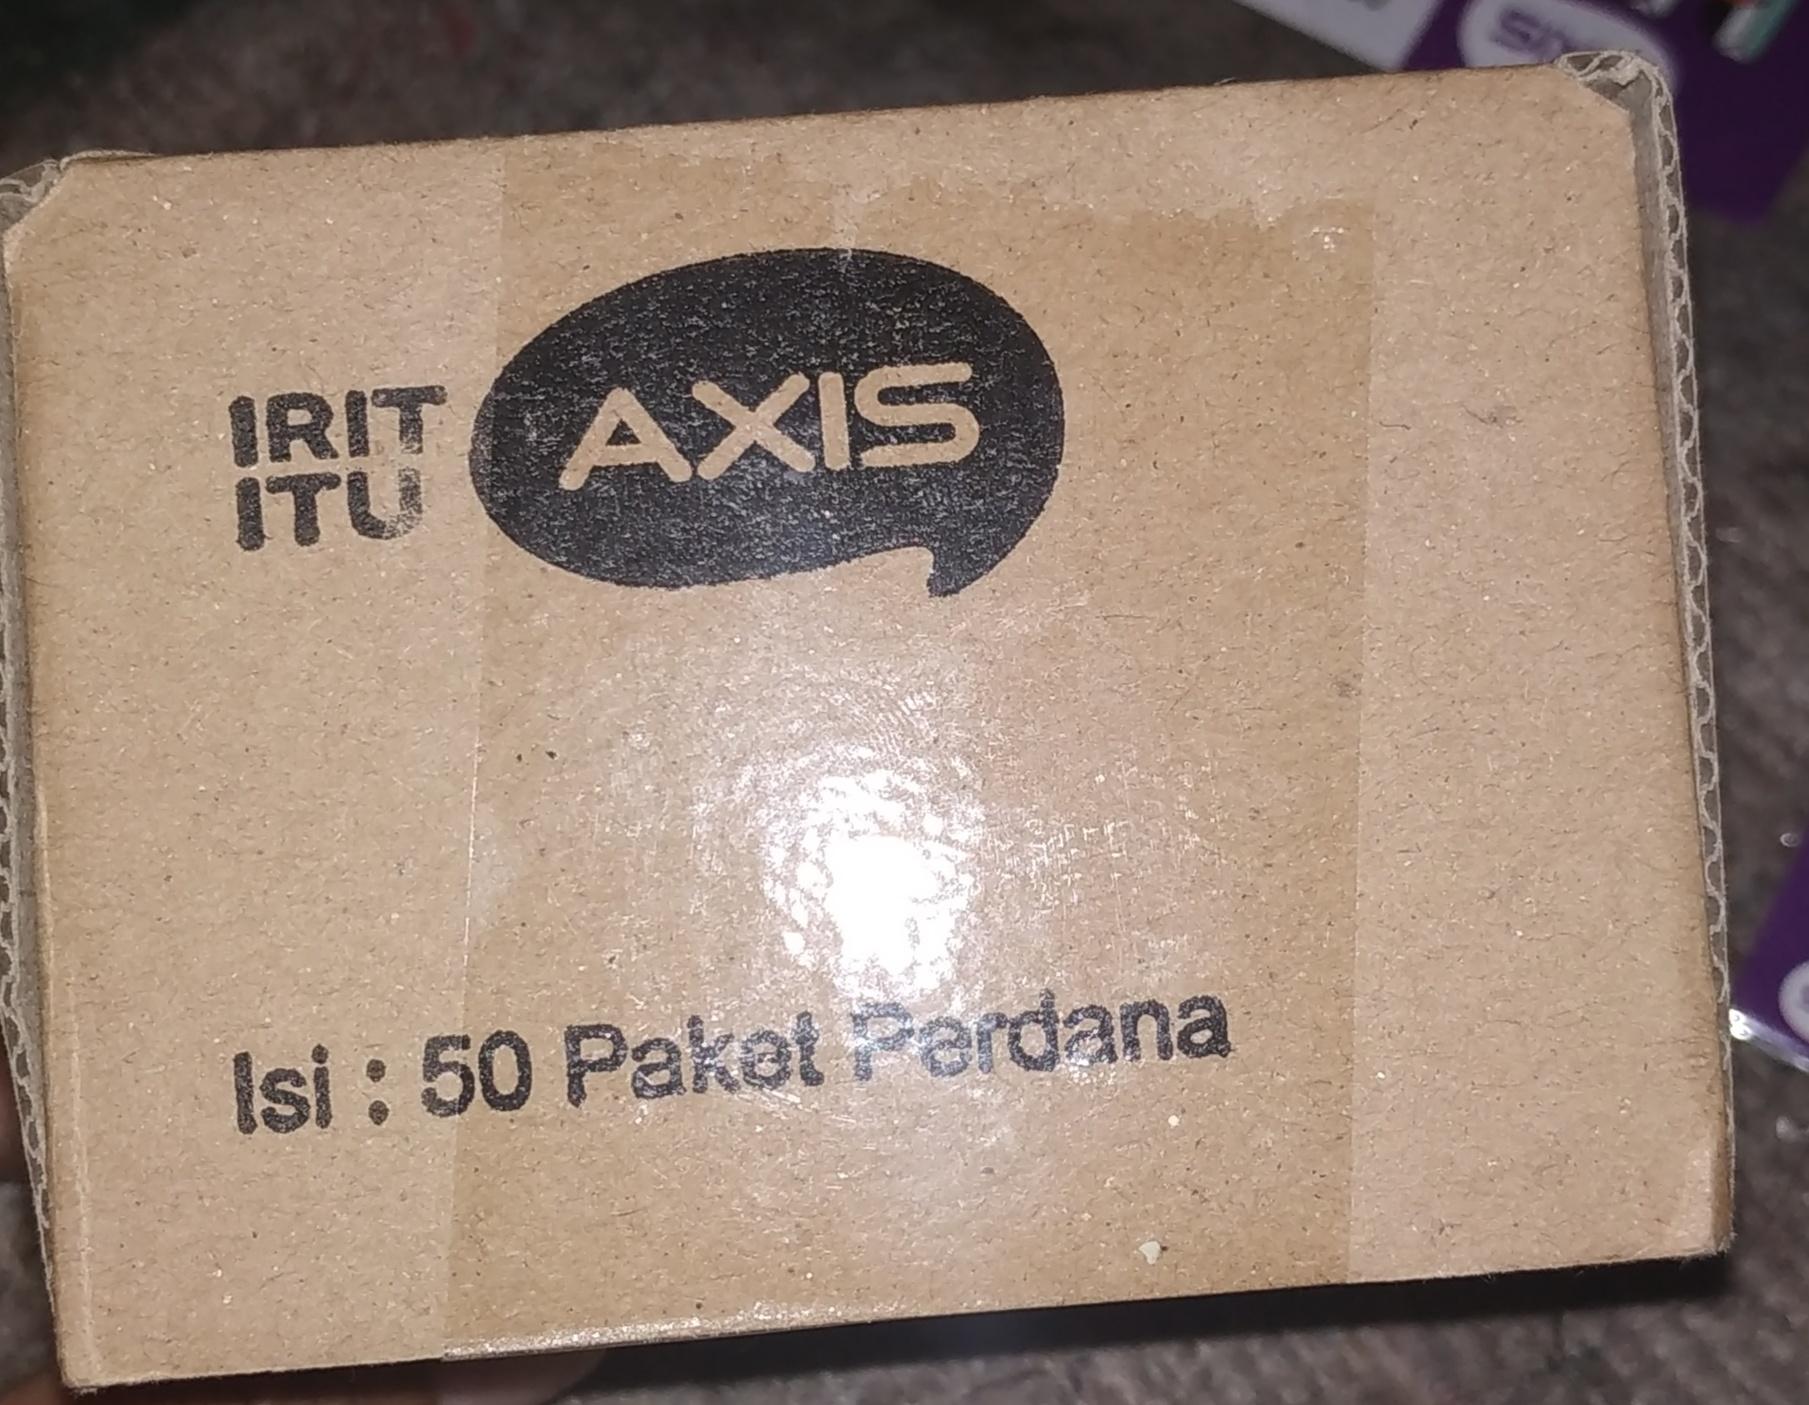 IRIT
ITU
AXIS
Isi : 50 Paket Perdana